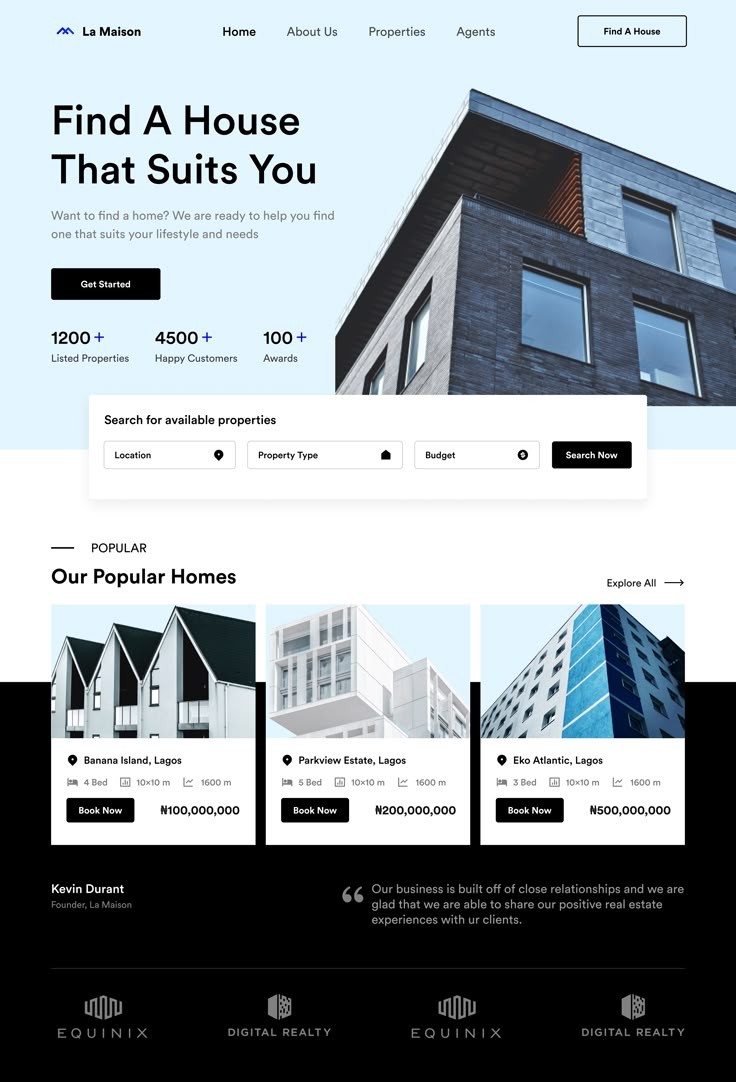 La Maison
Home
About Us
Properties
Agents
Find A House
Find A House
That Suits You
Want to find a home? We are ready to help you find
one that suits your lifestyle and needs
Get Started
1200 +
4500 +
100 +
Listed Properties
Happy Customers
Awards
Search for available properties
Location
Property Type
Budget
Search Now
POPULAR
Our Popular Homes
Explore All
Banana Island, Lagos
4 Bed
10×10 m
1600 m
Book Now
₦100,000,000
Parkview Estate, Lagos
5 Bed
10×10 m
1600 m
Book Now
₦200,000,000
Eko Atlantic, Lagos
3 Bed
10×10 m
1600 m
Book Now
₦500,000,000
Kevin Durant
Founder, La Maison
“
Our business is built off of close relationships and we are
glad that we are able to share our positive real estate
experiences with ur clients.
EQUINIX
DIGITAL REALTY
EQUINIX
DIGITAL REALTY